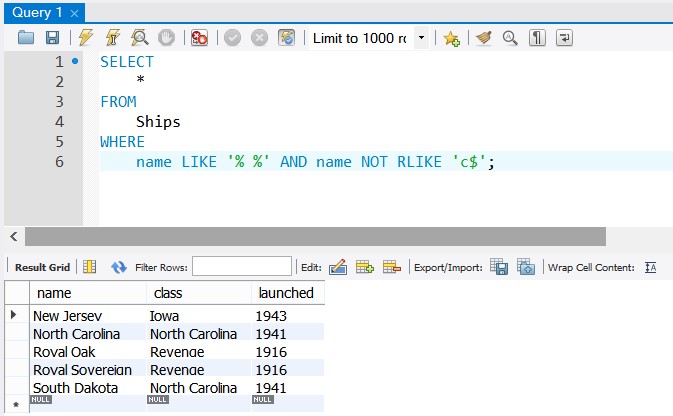 Query 1 ×
Limit to 1000 rc
1 SELECT
2 *
3 FROM
4 Ships
5 WHERE
6 name LIKE '% %' AND name NOT RLIKE 'c$';
Result Grid Filter Rows: Edit: Export/Import: Wrap Cell Content: IA
name class launched
New Jersey Iowa 1943
North Carolina North Carolina 1941
Royal Oak Revenge 1916
Royal Sovereign Revenge 1916
South Dakota North Carolina 1941
NULL NULL NULL